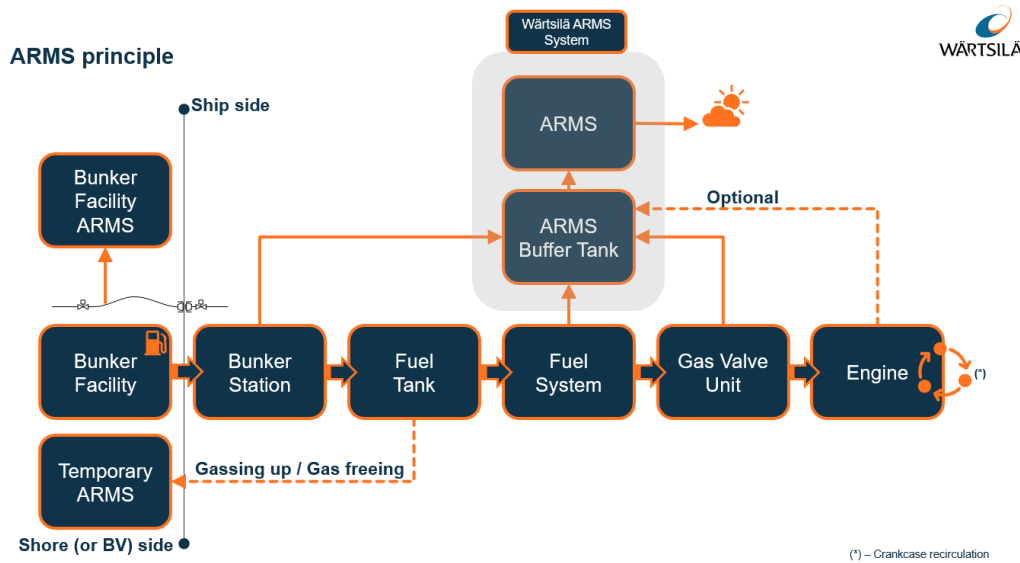 Wärtsilä ARMS
System
WÄRTSILÄ
ARMS principle
Ship side
ARMS
Bunker
Facility
ARMS
Optional
ARMS
Buffer Tank
Bunker
Facility
Bunker
Station
Fuel
Tank
Fuel
System
Gas Valve
Unit
Engine
(*)
Temporary
ARMS
Gassing up / Gas freeing
Shore (or BV) side
(*) – Crankcase recirculation